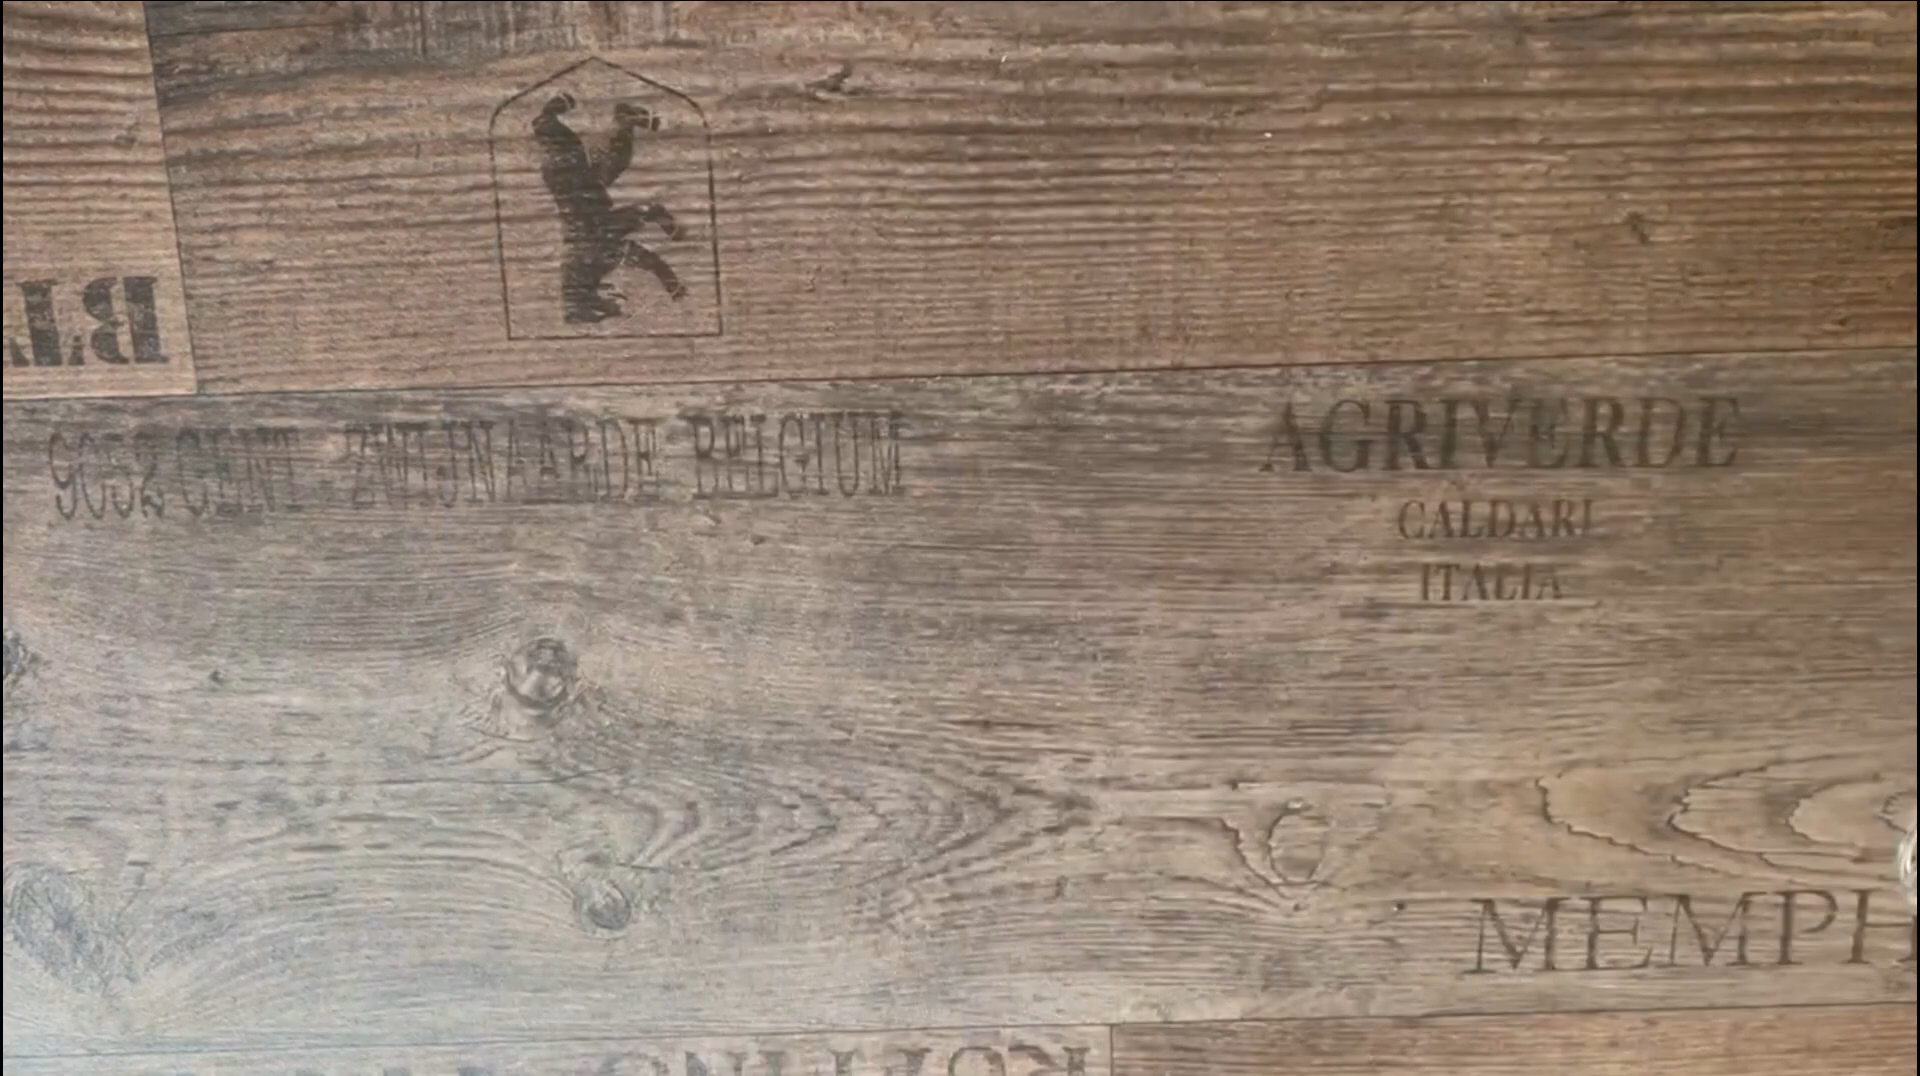 9052 GENT - ZWIJNAARDE BELGIUM
AGRIVERDE
CALDARI
ITALIA
MEMPH